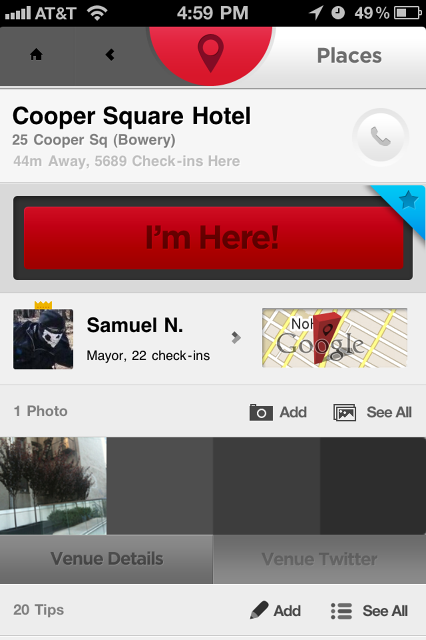 AT&T 4:59 PM 49%
Places
Cooper Square Hotel
25 Cooper Sq (Bowery)
44m Away, 5689 Check-ins Here
I'm Here!
Samuel N.
Mayor, 22 check-ins
Google
1 Photo Add See All
Venue Details Venue Twitter
20 Tips Add See All